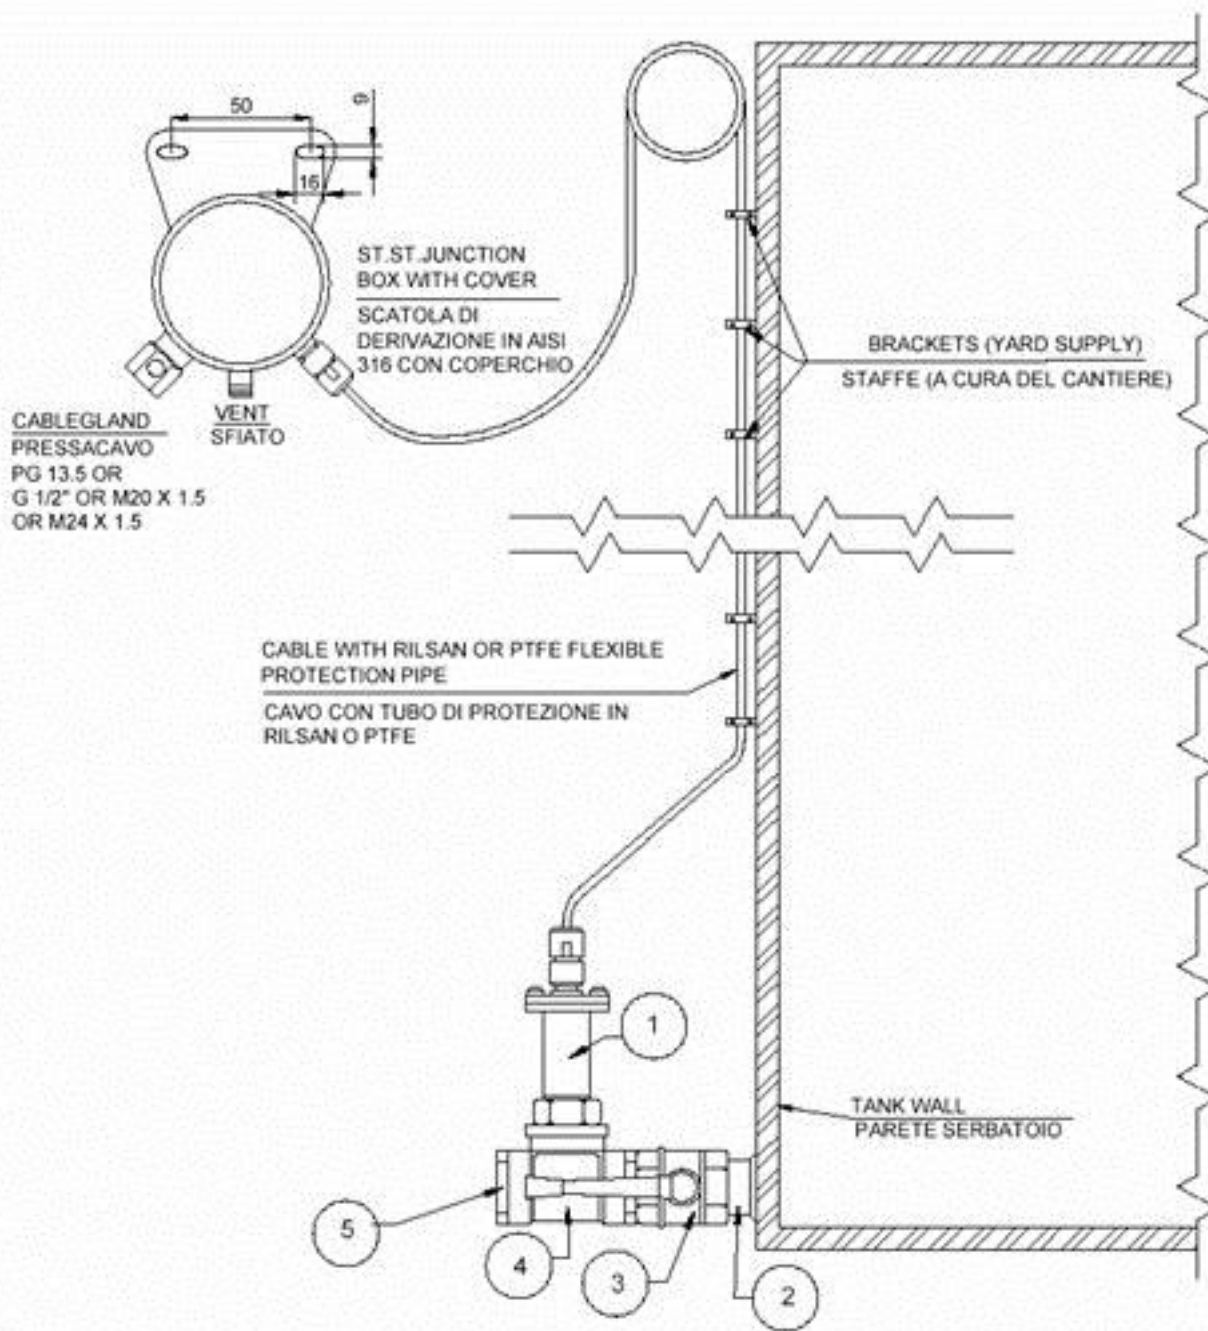 50
9
16
ST.ST.JUNCTION
BOX WITH COVER
SCATOLA DI
DERIVAZIONE IN AISI
316 CON COPERCHIO
BRACKETS (YARD SUPPLY)
STAFFE (A CURA DEL CANTIERE)
CABLEGLAND
PRESSACAVO
PG 13.5 OR
G 1/2" OR M20 X 1.5
OR M24 X 1.5
VENT
SFIATO
CABLE WITH RILSAN OR PTFE FLEXIBLE
PROTECTION PIPE
CAVO CON TUBO DI PROTEZIONE IN
RILSAN O PTFE
1
TANK WALL
PARETE SERBATOIO
5
4
3
2